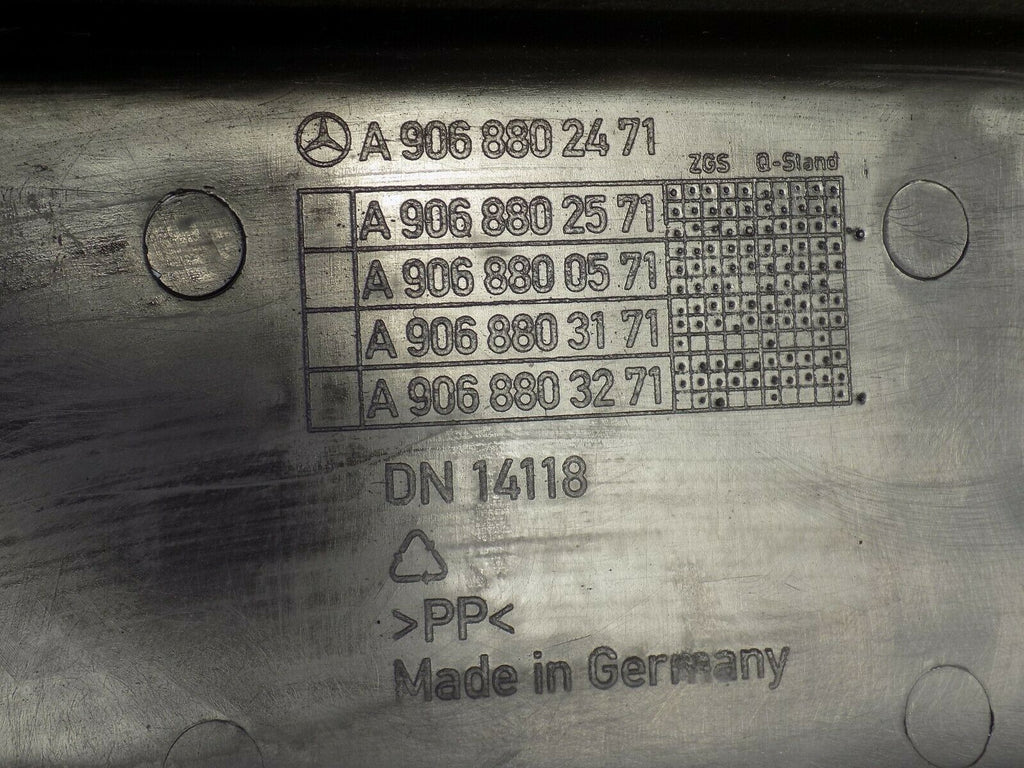 A 906 880 24 71
ZGS Q-Stand
A 906 880 25 71
A 906 880 05 71
A 906 880 31 71
A 906 880 32 71
DN 14118
>PP<
Made in Germany